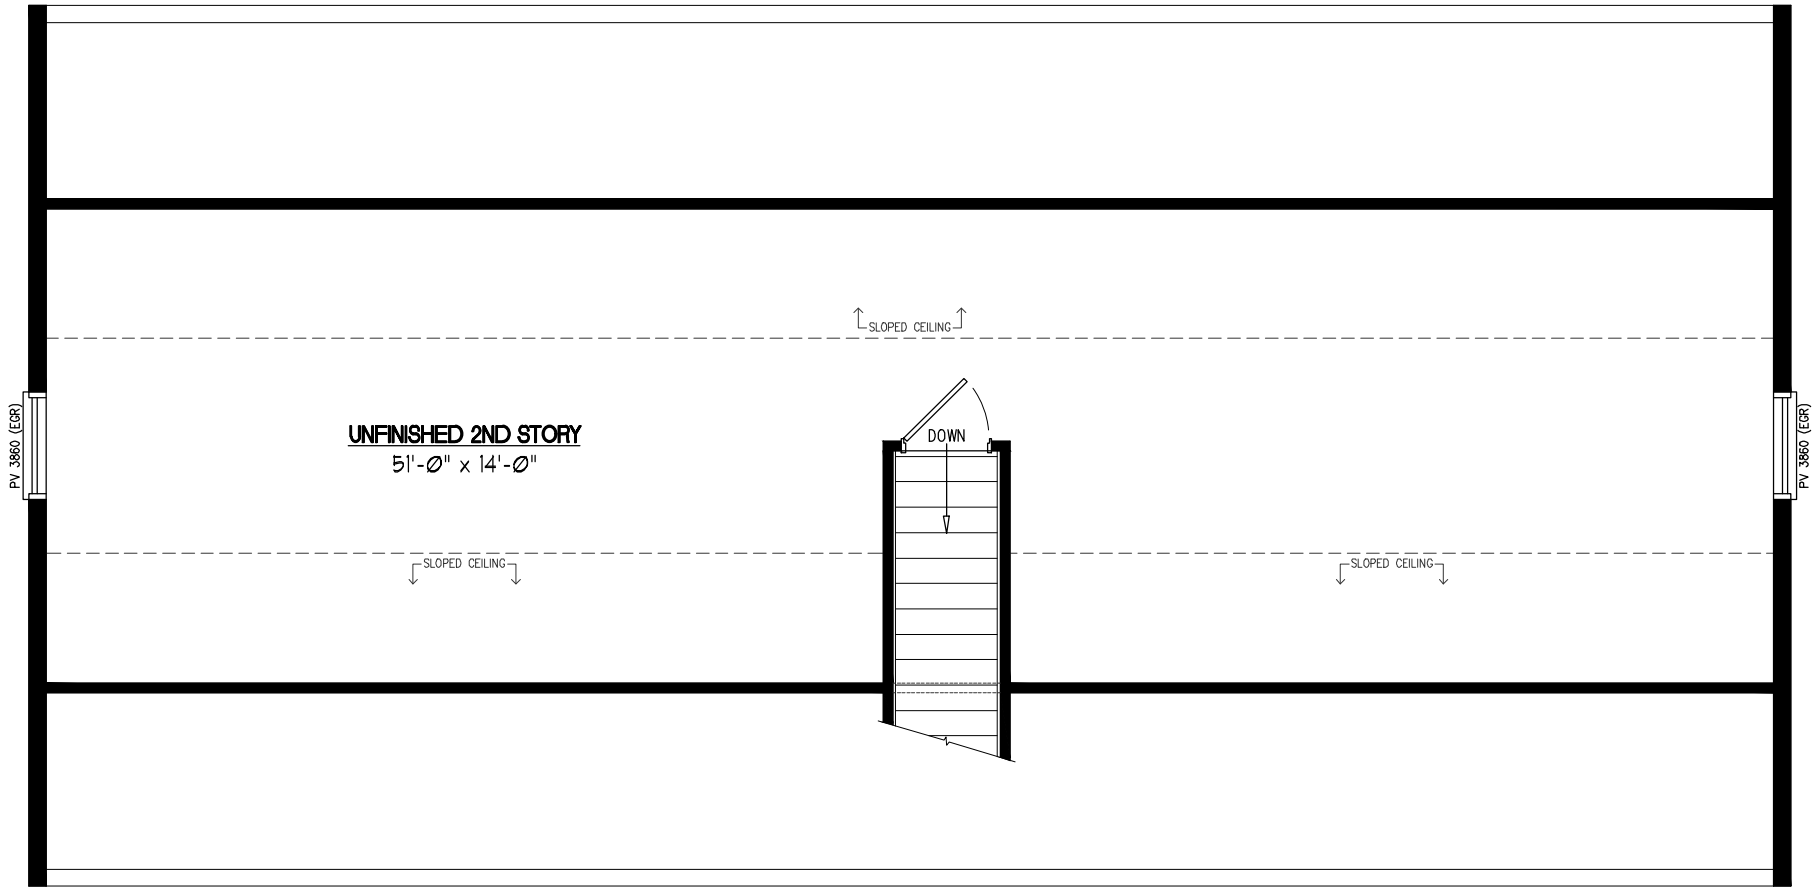 SLOPED CEILING
PV 3860 (EGR)
UNFINISHED 2ND STORY
51'-0" x 14'-0"
DOWN
PV 3860 (EGR)
SLOPED CEILING
SLOPED CEILING